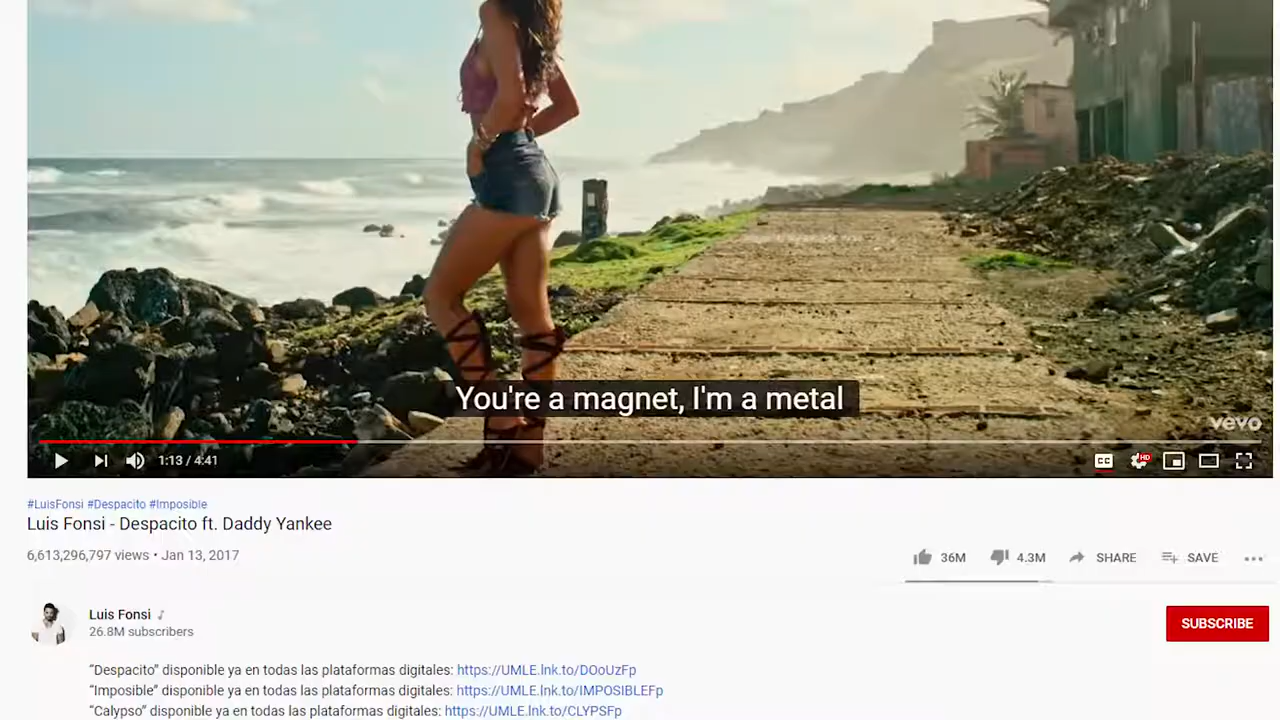 You're a magnet, I'm a metal
vevo
1:13 / 4:41
CC
HD
#LuisFonsi #Despacito #Imposible
Luis Fonsi - Despacito ft. Daddy Yankee
6,613,296,797 views • Jan 13, 2017
36M 4.3M SHARE SAVE
Luis Fonsi
26.8M subscribers
SUBSCRIBE
“Despacito” disponible ya en todas las plataformas digitales: https://UMLE.lnk.to/DOoUzFp
“Imposible” disponible ya en todas las plataformas digitales: https://UMLE.lnk.to/IMPOSIBLEFp
“Calypso” disponible ya en todas las plataformas digitales: https://UMLE.lnk.to/CLYPSFp